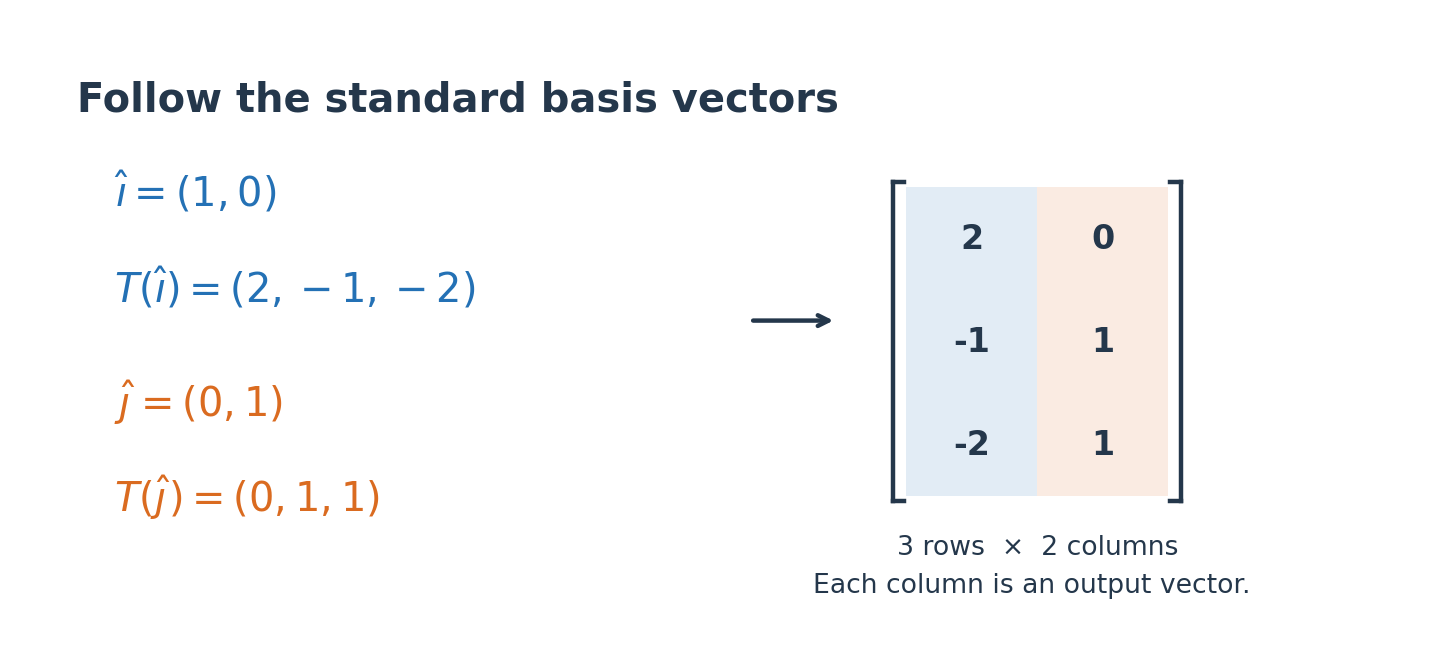 Follow the standard basis vectors
î = (1, 0)
T(î) = (2, −1, −2)
ĵ = (0, 1)
T(ĵ) = (0, 1, 1)
2 0
-1 1
-2 1
3 rows × 2 columns
Each column is an output vector.